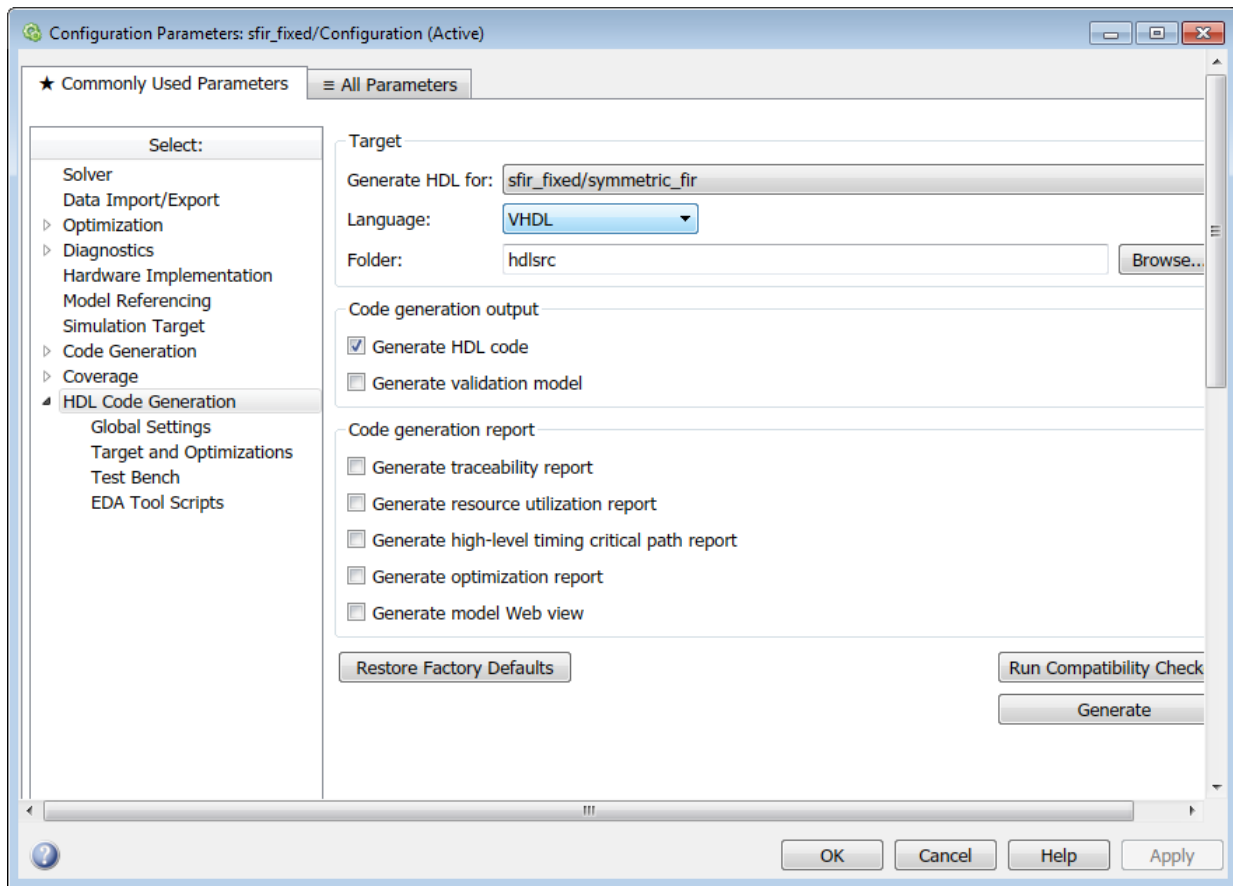 Configuration Parameters: sfir_fixed/Configuration (Active)
★ Commonly Used Parameters
≡ All Parameters
Select:
Solver
Data Import/Export
Optimization
Diagnostics
Hardware Implementation
Model Referencing
Simulation Target
Code Generation
Coverage
HDL Code Generation
Global Settings
Target and Optimizations
Test Bench
EDA Tool Scripts
Target
Generate HDL for: sfir_fixed/symmetric_fir
Language: VHDL
Folder: hdlsrc Browse...
Code generation output
Generate HDL code
Generate validation model
Code generation report
Generate traceability report
Generate resource utilization report
Generate high-level timing critical path report
Generate optimization report
Generate model Web view
Restore Factory Defaults
Run Compatibility Check
Generate
OK Cancel Help Apply